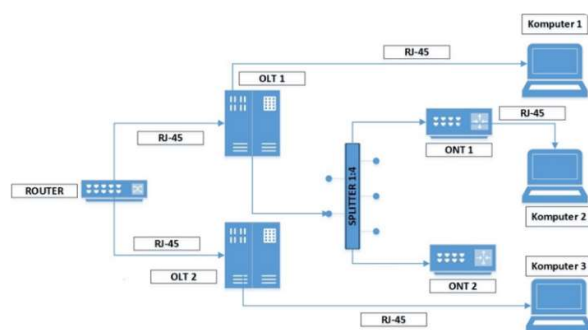 Komputer 1
RJ-45
OLT 1
RJ-45
RJ-45
ONT 1
ROUTER
SPLITTER 1:4
Komputer 2
RJ-45
OLT 2
Komputer 3
ONT 2
RJ-45